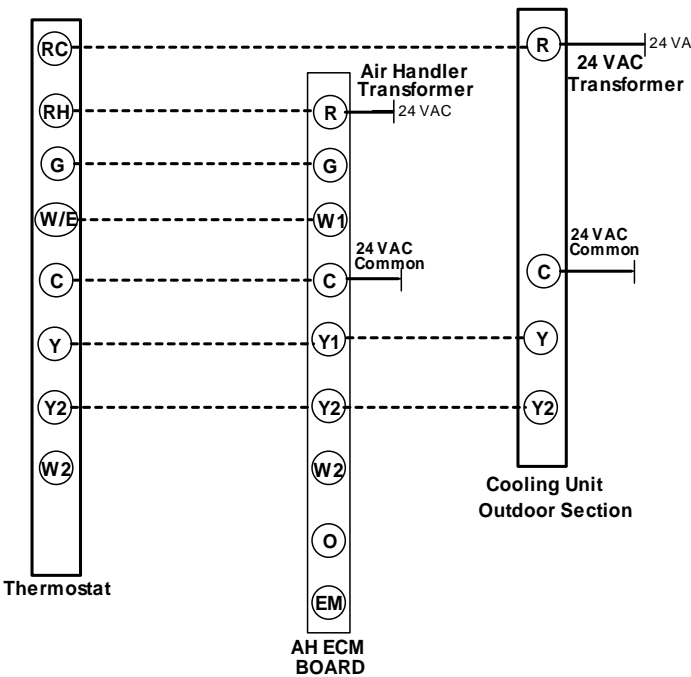 RC
R
24 VA
24 VAC
Transformer
Air Handler
Transformer
RH
R
24 VAC
G
G
W/E
W1
24 VAC
Common
24 VAC
Common
C
C
C
Y
Y1
Y
Y2
Y2
Y2
W2
W2
Cooling Unit
Outdoor Section
O
Thermostat
EM
AH ECM
BOARD